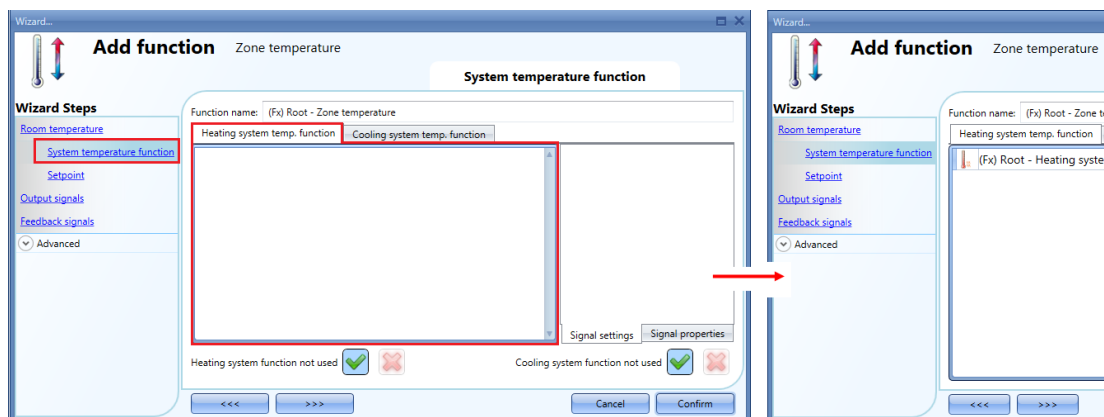 Wizard...
Add function Zone temperature
System temperature function
Wizard Steps
Room temperature
System temperature function
Setpoint
Output signals
Feedback signals
Advanced
Function name: (Fx) Root - Zone temperature
Heating system temp. function Cooling system temp. function
Signal settings Signal properties
Heating system function not used Cooling system function not used
<<< >>> Cancel Confirm
Wizard...
Add function Zone temperature
Wizard Steps
Room temperature
System temperature function
Setpoint
Output signals
Feedback signals
Advanced
Function name: (Fx) Root - Zone te
Heating system temp. function
(Fx) Root - Heating syste
<<< >>>